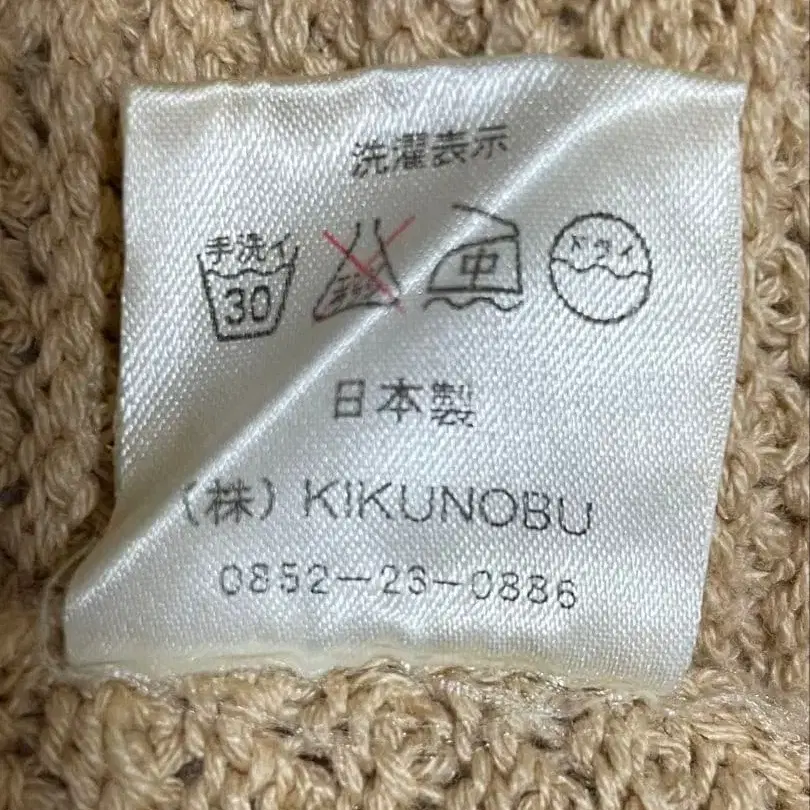 洗濯表示
手洗イ 中 ドライ
30
日本製
(株) KIKUNOBU
0852-23-0886